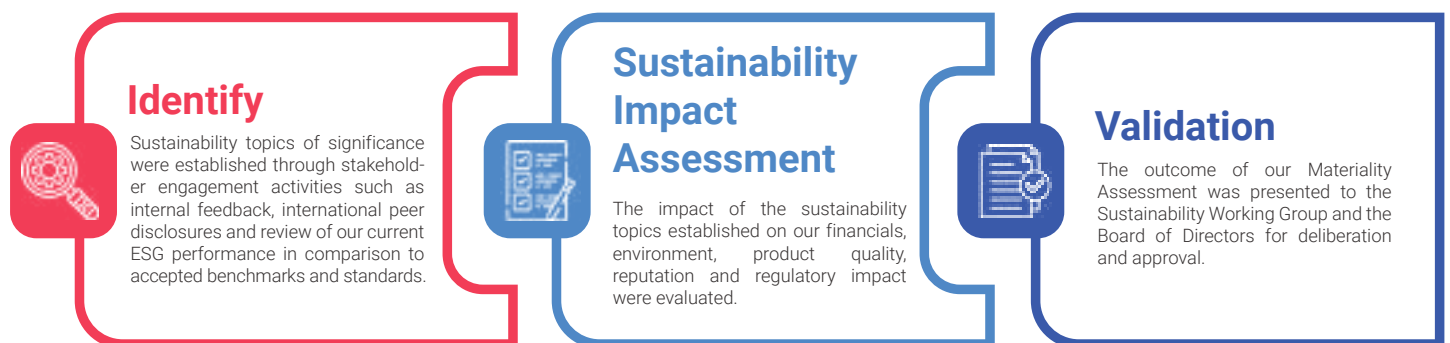 Identify
Sustainability topics of significance
were established through stakehold-
er engagement activities such as
internal feedback, international peer
disclosures and review of our current
ESG performance in comparison to
accepted benchmarks and standards.
Sustainability
Impact
Assessment
The impact of the sustainability
topics established on our financials,
environment, product quality,
reputation and regulatory impact
were evaluated.
Validation
The outcome of our Materiality
Assessment was presented to the
Sustainability Working Group and the
Board of Directors for deliberation
and approval.